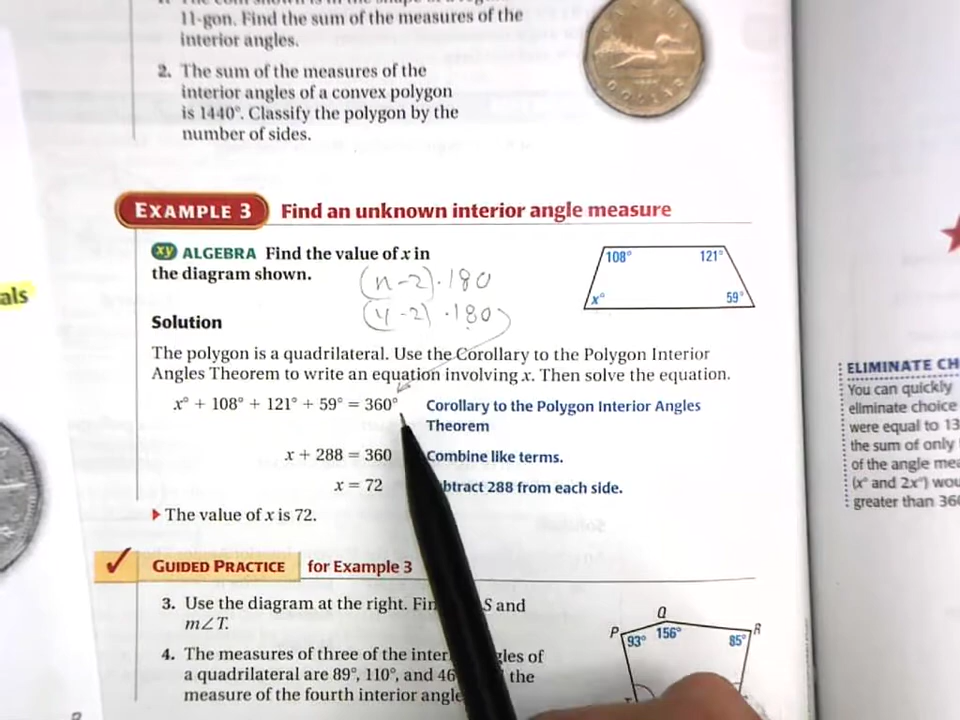 11-gon. Find the sum of the measures of the
interior angles.
2. The sum of the measures of the
interior angles of a convex polygon
is 1440°. Classify the polygon by the
number of sides.
EXAMPLE 3 Find an unknown interior angle measure
xy ALGEBRA Find the value of x in
the diagram shown.
(n-2)·180
(4-2)·180
108° 121°
x° 59°
Solution
The polygon is a quadrilateral. Use the Corollary to the Polygon Interior
Angles Theorem to write an equation involving x. Then solve the equation.
x° + 108° + 121° + 59° = 360° Corollary to the Polygon Interior Angles
Theorem
x + 288 = 360 Combine like terms.
x = 72 btract 288 from each side.
The value of x is 72.
GUIDED PRACTICE for Example 3
3. Use the diagram at the right. Fin S and
m∠T.
4. The measures of three of the inter gles of
a quadrilateral are 89°, 110°, and 46 the
measure of the fourth interior angle
P Q R
93° 156° 85°
als
ELIMINATE CH
You can quickly
eliminate choice
were equal to 13
the sum of only
of the angle mea
(x° and 2x°) wou
greater than 360
DOLLAR